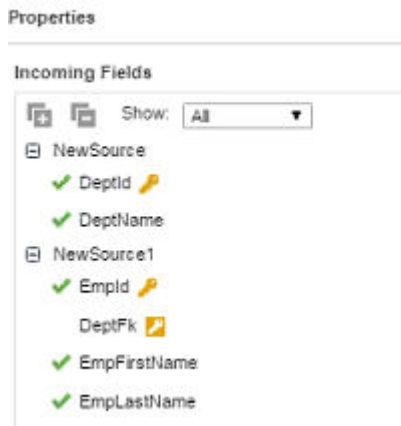 Properties
Incoming Fields
Show: All
NewSource
DeptId
DeptName
NewSource1
EmpId
DeptFk
EmpFirstName
EmpLastName